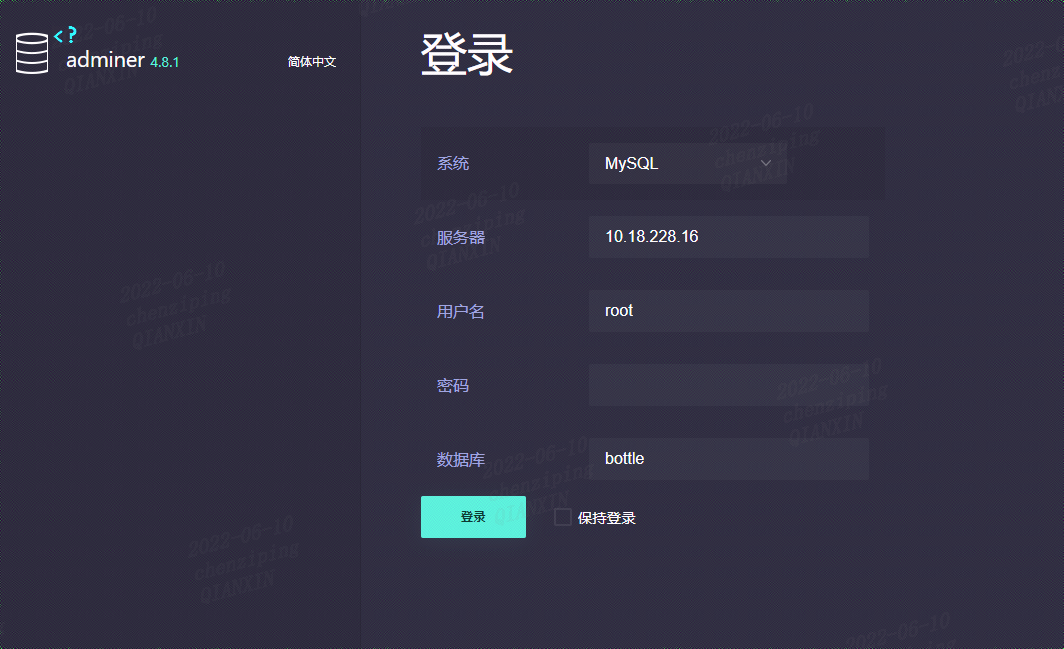 <?
adminer 4.8.1
简体中文
登录
系统
MySQL
服务器
10.18.228.16
用户名
root
密码
数据库
bottle
登录
保持登录
2022-06-10
chenziping
QIANXIN
2022-06-10
chenziping
QIANXIN
2022-06-10
chenziping
QIANXIN
2022-06-10
chenziping
QIANXIN
2022-06-10
chenziping
QIANXIN
2022-06-10
chenziping
QIANXIN
2022-06-10
chenziping
QIANXIN
2022-06-10